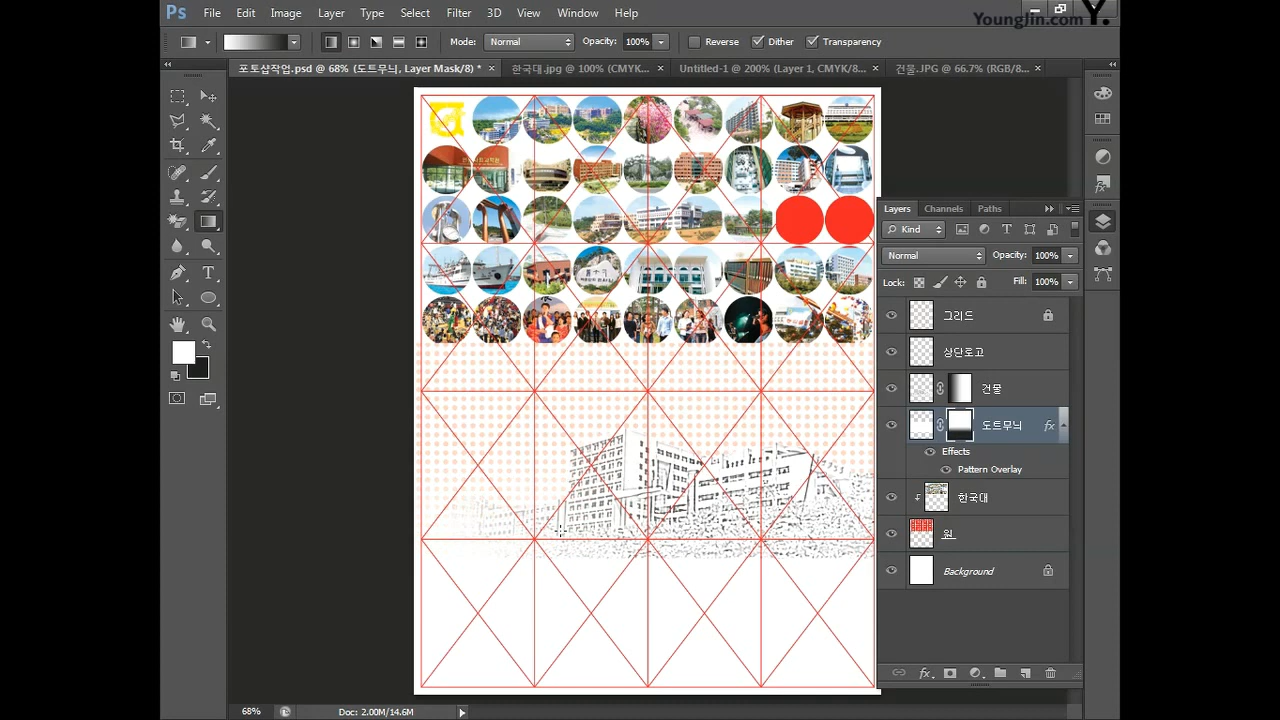 Ps File Edit Image Layer Type Select Filter 3D View Window Help
YoungJin.com Y.
Mode: Normal Opacity: 100% Reverse Dither Transparency
포토샵작업.psd @ 68% (도트무늬, Layer Mask/8) * × 한국대.jpg @ 100% (CMYK... × Untitled-1 @ 200% (Layer 1, CMYK/8... × 건물.JPG @ 66.7% (RGB/8... ×
Layers Channels Paths
Kind
Normal Opacity: 100%
Lock: Fill: 100%
그리드
상단로고
건물
도트무늬 fx
Effects
Pattern Overlay
한국대
원
Background
fx
68% Doc: 2.00M/14.6M